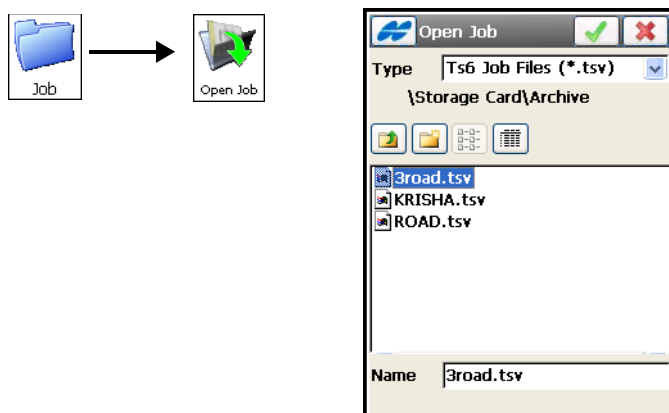 Job
Open Job
Open Job
Type Ts6 Job Files (*.tsv)
\Storage Card\Archive
3road.tsv
KRISHA.tsv
ROAD.tsv
Name 3road.tsv